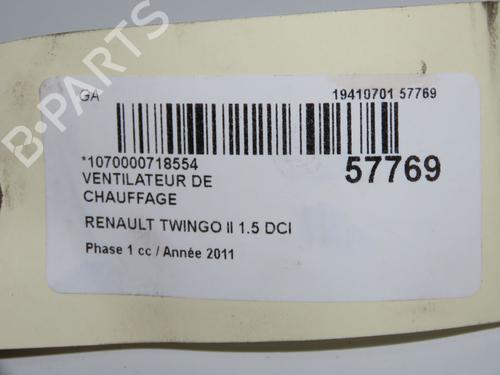 GA
19410701 57769
*1070000718554
57769
VENTILATEUR DE
CHAUFFAGE
RENAULT TWINGO II 1.5 DCI
Phase 1 cc / Année 2011
B-PARTS